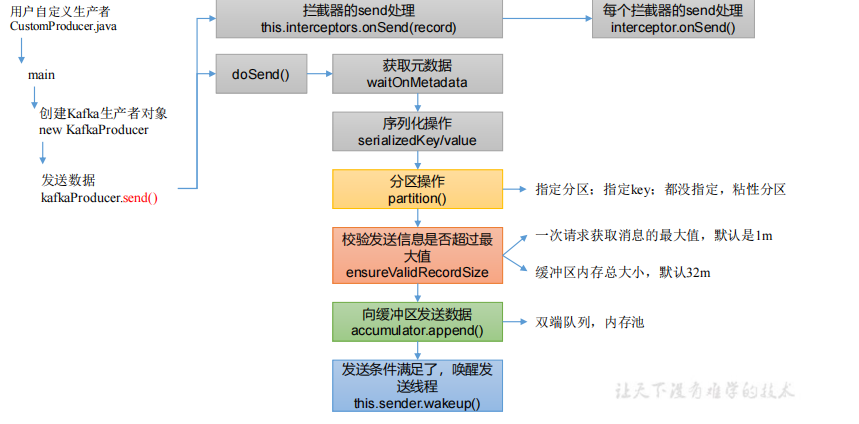 用户自定义生产者
CustomProducer.java
main
创建Kafka生产者对象
new KafkaProducer
发送数据
kafkaProducer.send()
拦截器的send处理
this.interceptors.onSend(record)
每个拦截器的send处理
interceptor.onSend()
doSend()
获取元数据
waitOnMetadata
序列化操作
serializedKey/value
分区操作
partition()
指定分区；指定key；都没指定，粘性分区
校验发送信息是否超过最
大值
ensureValidRecordSize
一次请求获取消息的最大值，默认是1m
缓冲区内存总大小，默认32m
向缓冲区发送数据
accumulator.append()
双端队列，内存池
发送条件满足了，唤醒发
送线程
this.sender.wakeup()
让天下没有难学的技术